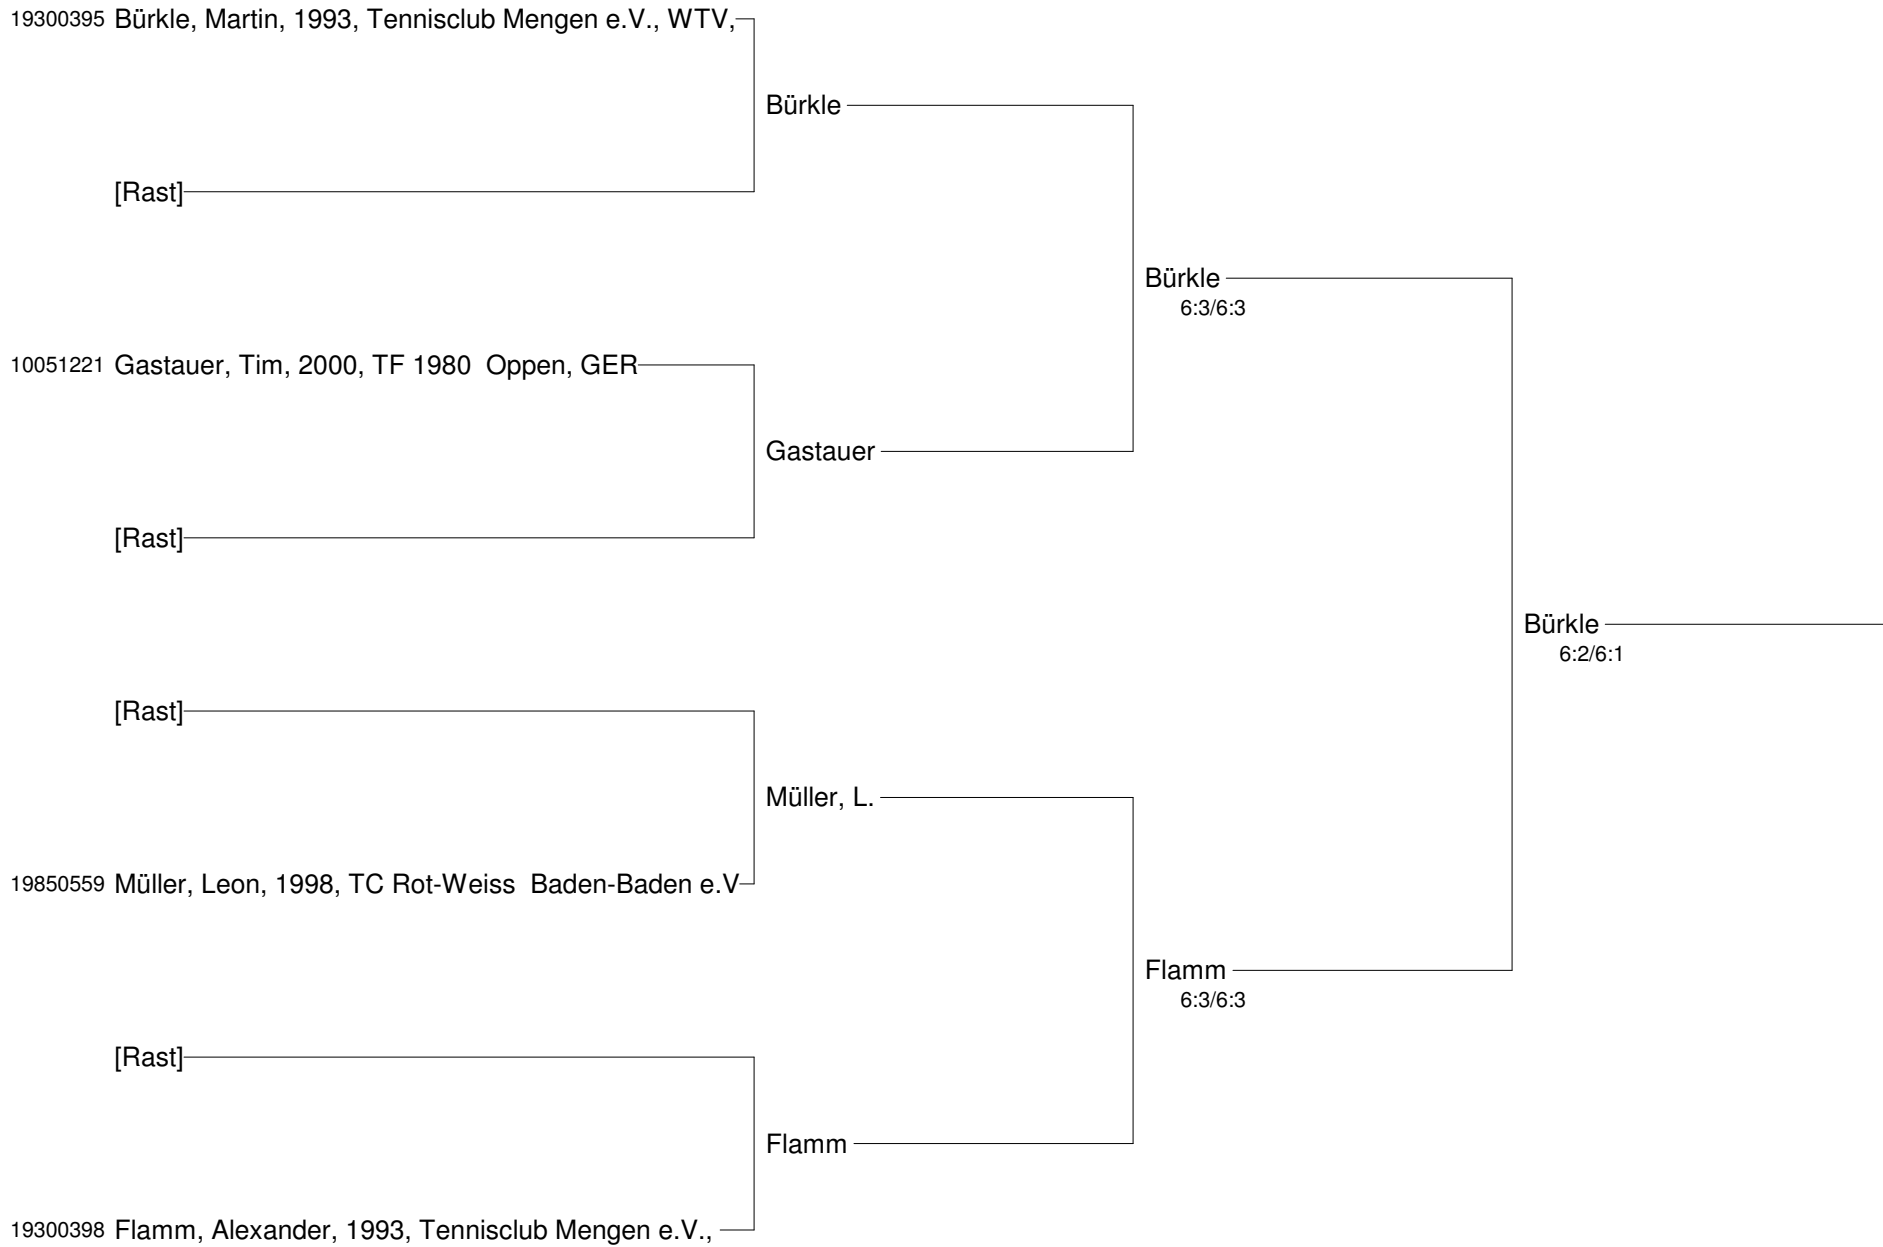 19300395 Bürkle, Martin, 1993, Tennisclub Mengen e.V., WTV,
Bürkle
[Rast]
Bürkle
6:3/6:3
10051221 Gastauer, Tim, 2000, TF 1980  Oppen, GER
Gastauer
[Rast]
Bürkle
6:2/6:1
[Rast]
Müller, L.
19850559 Müller, Leon, 1998, TC Rot-Weiss  Baden-Baden e.V
Flamm
6:3/6:3
[Rast]
Flamm
19300398 Flamm, Alexander, 1993, Tennisclub Mengen e.V.,